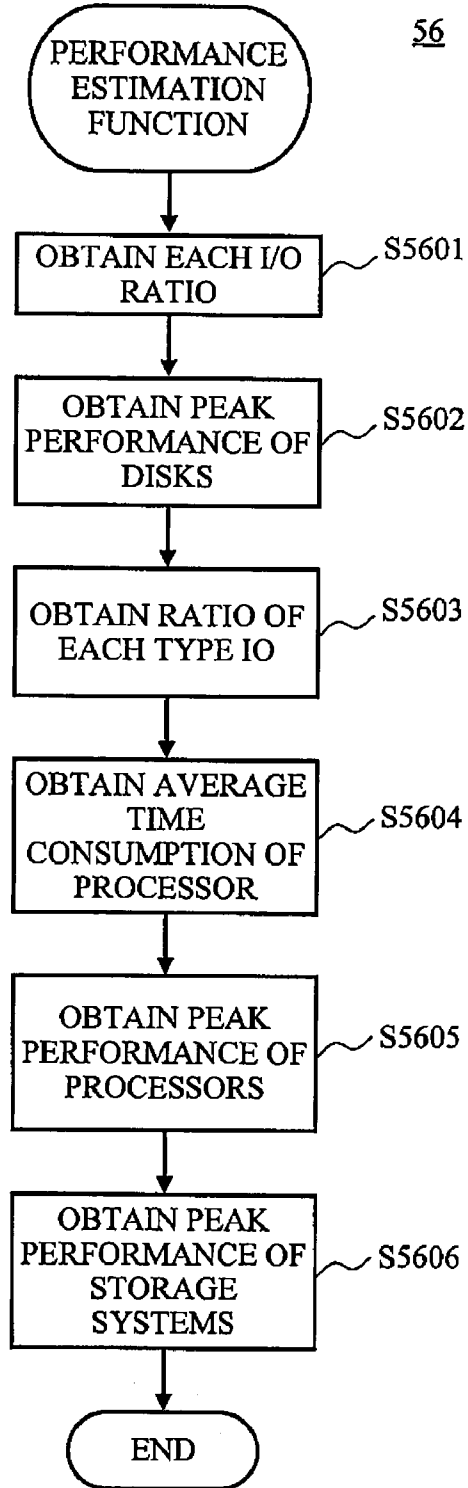 56
PERFORMANCE
ESTIMATION
FUNCTION
OBTAIN EACH I/O
RATIO
S5601
OBTAIN PEAK
PERFORMANCE OF
DISKS
S5602
OBTAIN RATIO OF
EACH TYPE IO
S5603
OBTAIN AVERAGE
TIME
CONSUMPTION OF
PROCESSOR
S5604
OBTAIN PEAK
PERFORMANCE OF
PROCESSORS
S5605
OBTAIN PEAK
PERFORMANCE OF
STORAGE
SYSTEMS
S5606
END